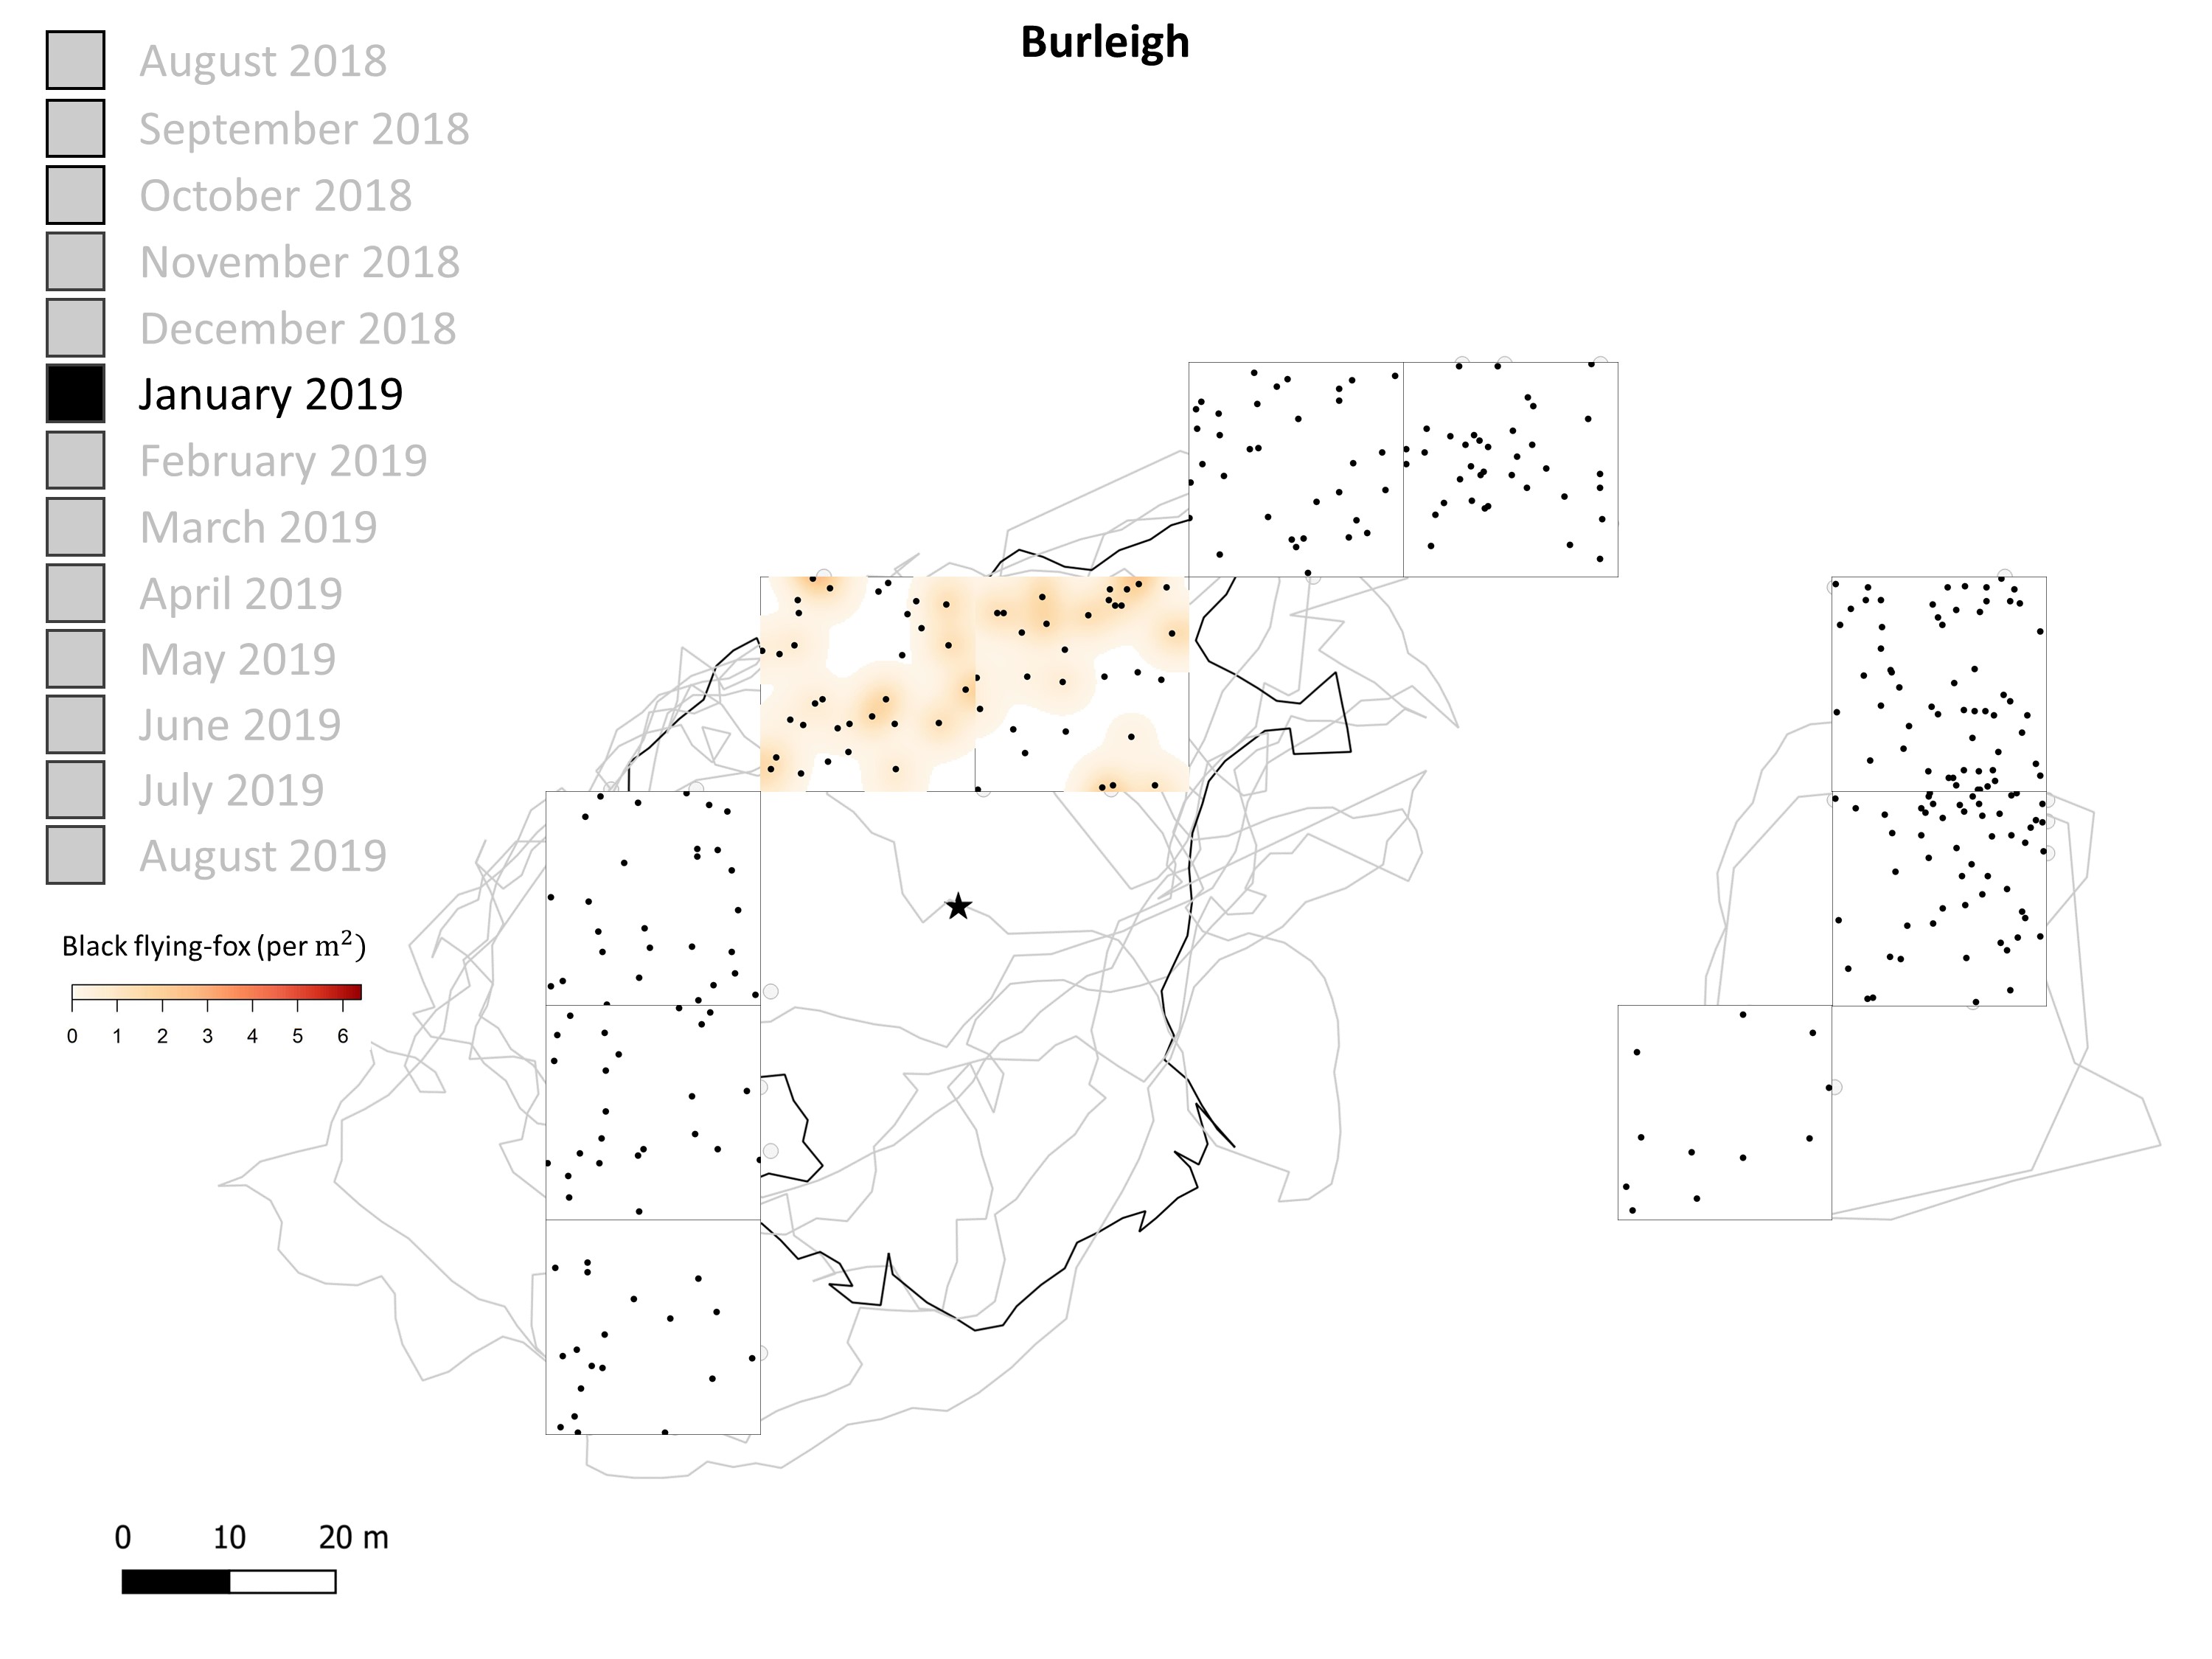 Burleigh
August 2018
September 2018
October 2018
November 2018
December 2018
January 2019
February 2019
March 2019
April 2019
May 2019
June 2019
July 2019
August 2019
Black flying-fox (per m²)
0 1 2 3 4 5 6
0 10 20 m